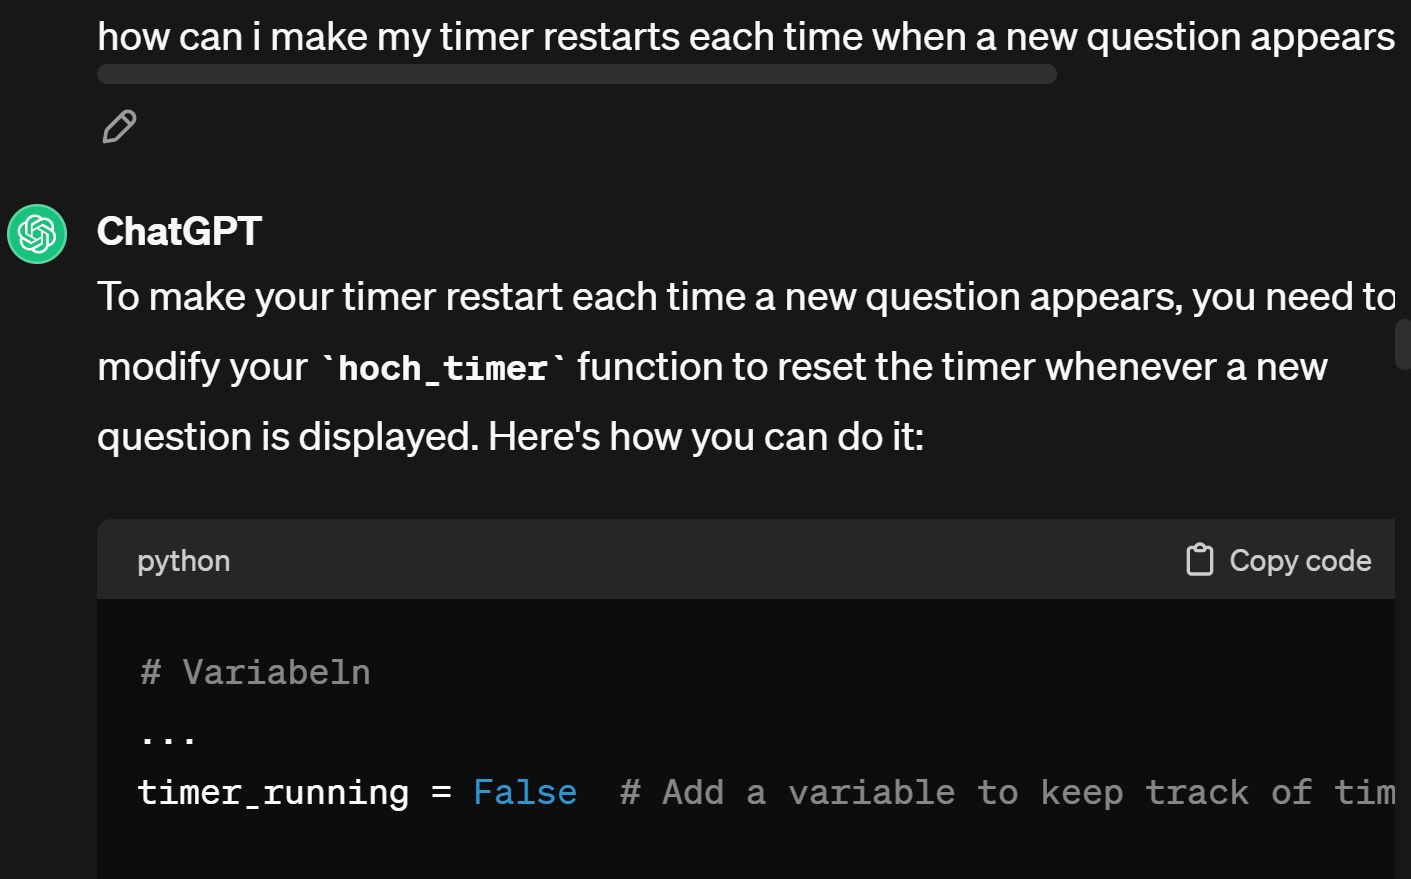 how can i make my timer restarts each time when a new question appears
ChatGPT
To make your timer restart each time a new question appears, you need to
modify your `hoch_timer` function to reset the timer whenever a new
question is displayed. Here's how you can do it:
python
Copy code
# Variabeln
...
timer_running = False  # Add a variable to keep track of tim